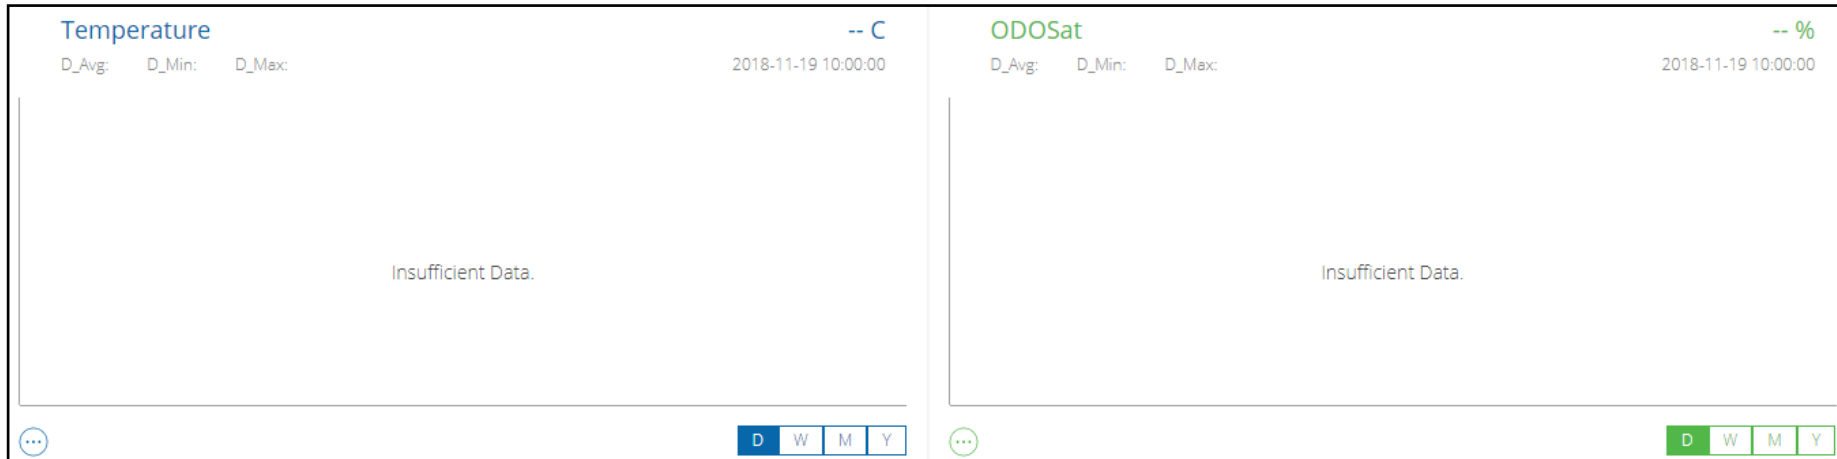 Temperature -- C
D_Avg: D_Min: D_Max: 2018-11-19 10:00:00
Insufficient Data.
D W M Y
ODOSat -- %
D_Avg: D_Min: D_Max: 2018-11-19 10:00:00
Insufficient Data.
D W M Y